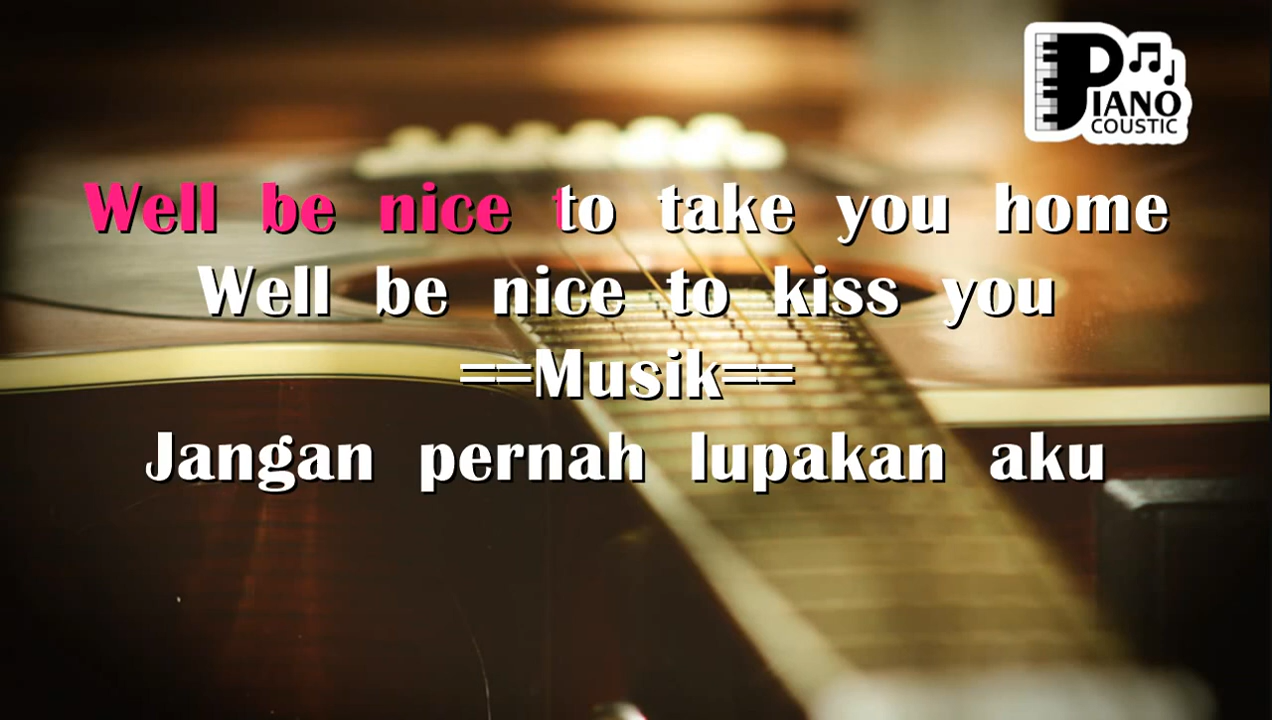 PIANO
COUSTIC
Well be nice to take you home
Well be nice to kiss you
==Musik==
Jangan pernah lupakan aku